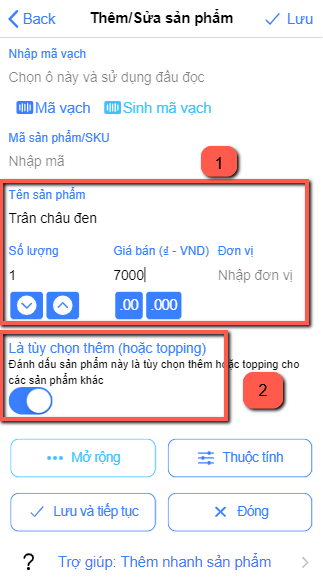 Back Thêm/Sửa sản phẩm Lưu
Nhập mã vạch
Chọn ô này và sử dụng đầu đọc
Mã vạch Sinh mã vạch
Mã sản phẩm/SKU
Nhập mã
1
Tên sản phẩm
Trân châu đen
Số lượng Giá bán (₫ - VND) Đơn vị
1 7000 Nhập đơn vị
.00 .000
Là tùy chọn thêm (hoặc topping)
Đánh dấu sản phẩm này là tùy chọn thêm hoặc topping cho
các sản phẩm khác
2
Mở rộng Thuộc tính
Lưu và tiếp tục Đóng
? Trợ giúp: Thêm nhanh sản phẩm